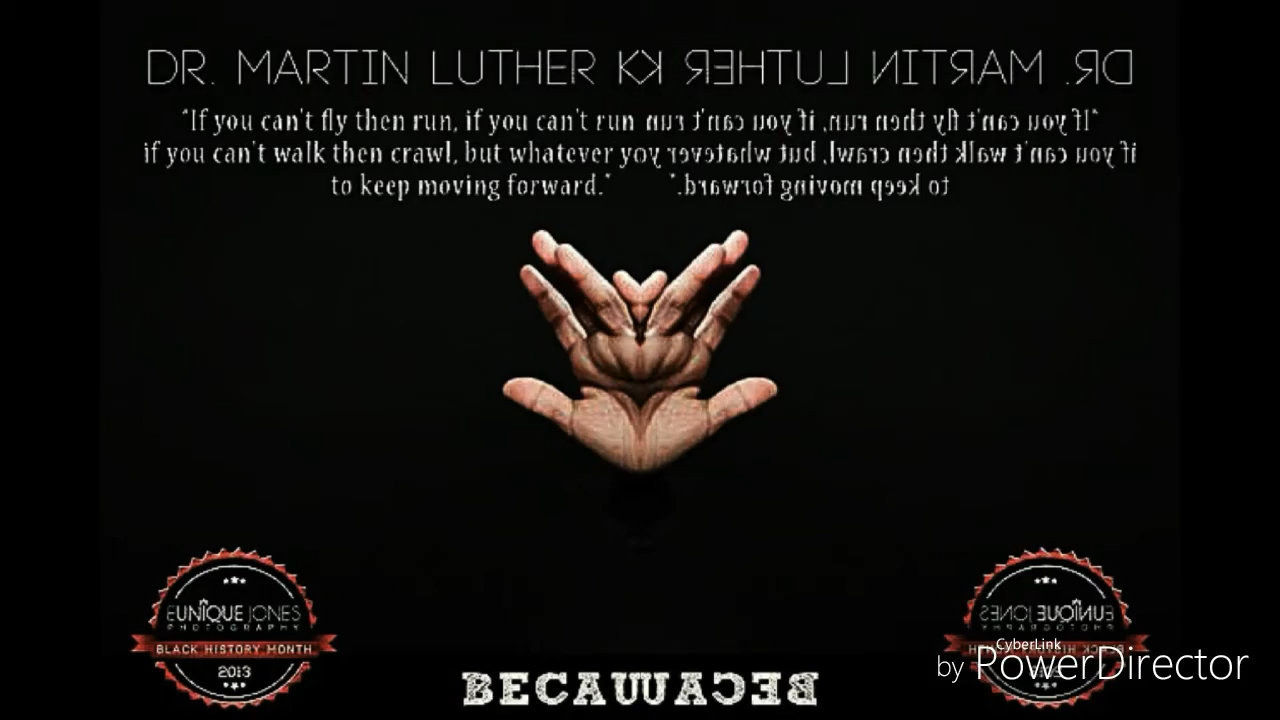 DR. MARTIN LUTHER K
"If you can't fly then run, if you can't run
if you can't walk then crawl, but whatever yo
to keep moving forward."
EUNIQUE JONES
PHOTOGRAPHY
BLACK HISTORY MONTH
2013
BECAU
CyberLink
by PowerDirector